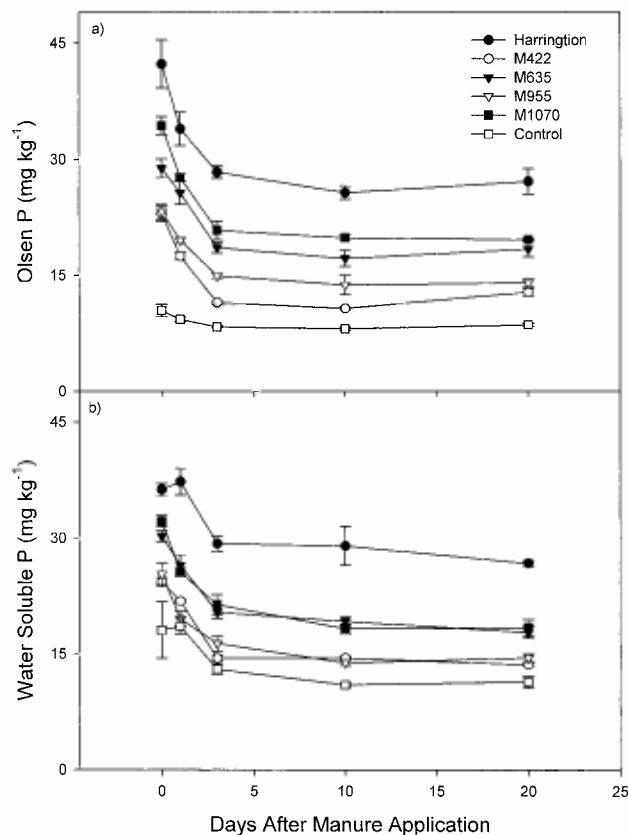 a)
Harrington
M422
M635
M955
M1070
Control
45
30
15
0
Olsen P (mg kg⁻¹)
b)
45
30
15
0
Water Soluble P (mg kg⁻¹)
0 5 10 15 20 25
Days After Manure Application